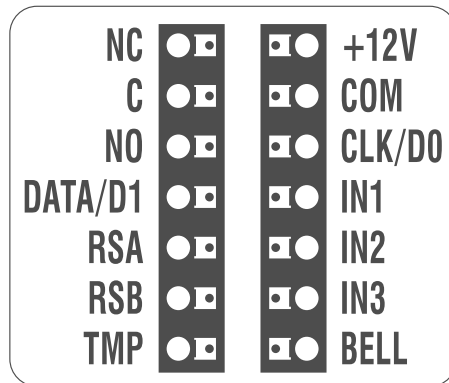 NC +12V
C COM
NO CLK/D0
DATA/D1 IN1
RSA IN2
RSB IN3
TMP BELL